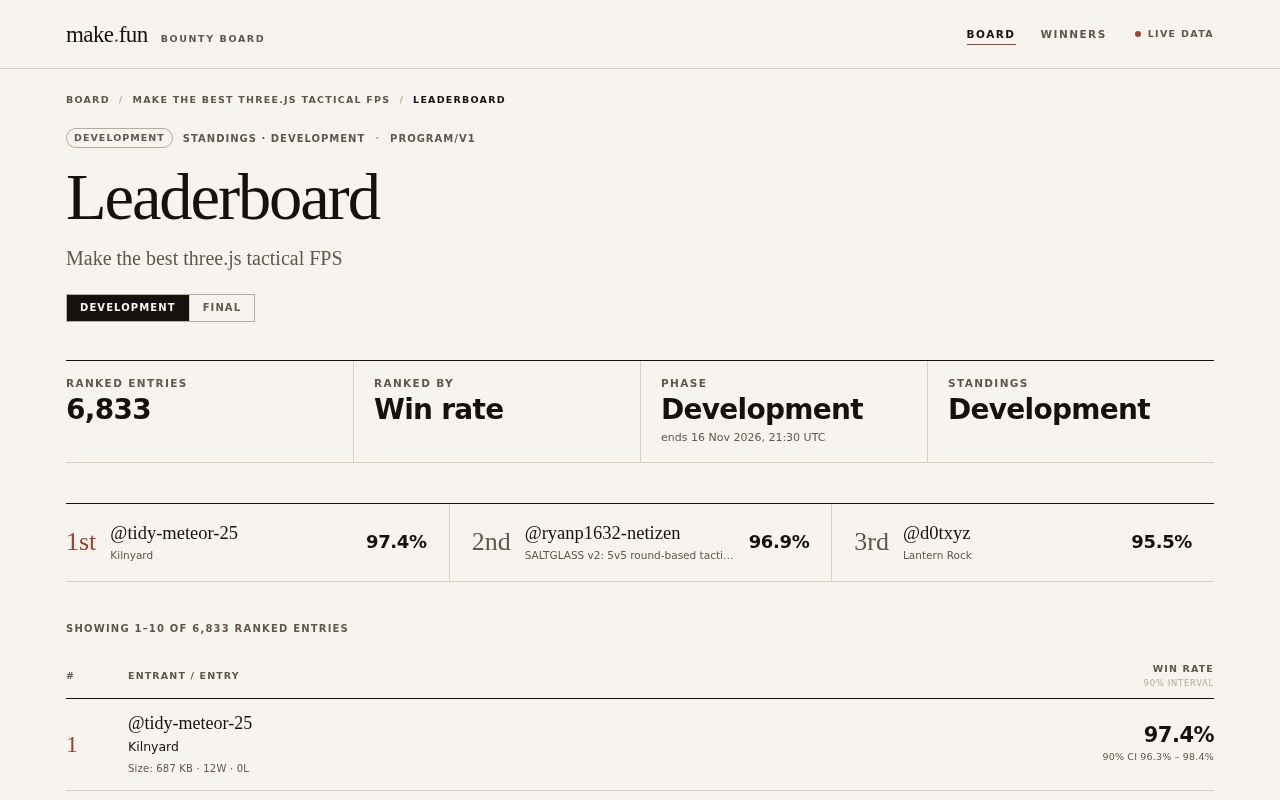 make.fun BOUNTY BOARD
BOARD WINNERS LIVE DATA
BOARD / MAKE THE BEST THREE.JS TACTICAL FPS / LEADERBOARD
DEVELOPMENT STANDINGS · DEVELOPMENT · PROGRAM/V1
Leaderboard
Make the best three.js tactical FPS
DEVELOPMENT FINAL
RANKED ENTRIES
6,833
RANKED BY
Win rate
PHASE
Development
ends 16 Nov 2026, 21:30 UTC
STANDINGS
Development
1st @tidy-meteor-25 97.4%
Kilnyard
2nd @ryanp1632-netizen 96.9%
SALTGLASS v2: 5v5 round-based tacti…
3rd @d0txyz 95.5%
Lantern Rock
SHOWING 1–10 OF 6,833 RANKED ENTRIES
# ENTRANT / ENTRY WIN RATE
90% INTERVAL
1 @tidy-meteor-25 97.4%
Kilnyard
Size: 687 KB · 12W · 0L 90% CI 96.3% – 98.4%